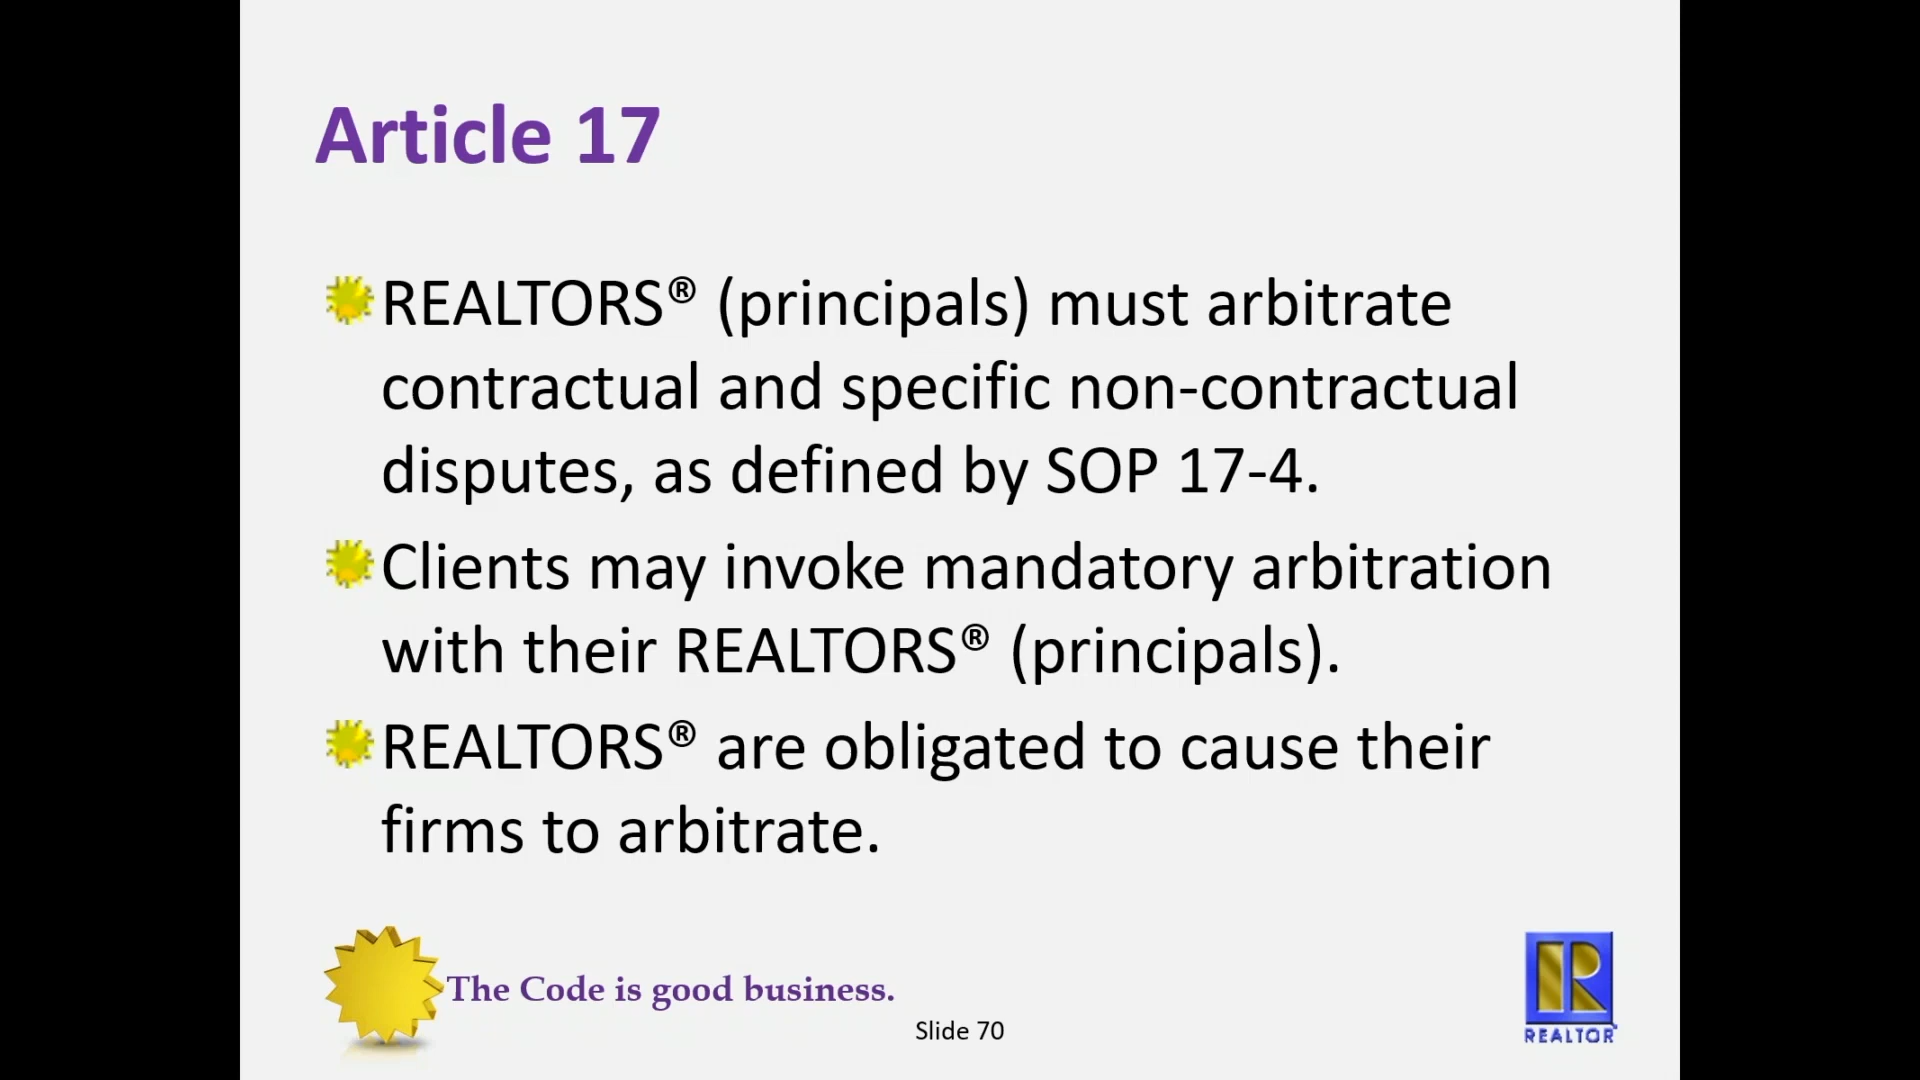 Article 17
REALTORS® (principals) must arbitrate
contractual and specific non-contractual
disputes, as defined by SOP 17-4.
Clients may invoke mandatory arbitration
with their REALTORS® (principals).
REALTORS® are obligated to cause their
firms to arbitrate.
The Code is good business.
Slide 70
R
REALTOR